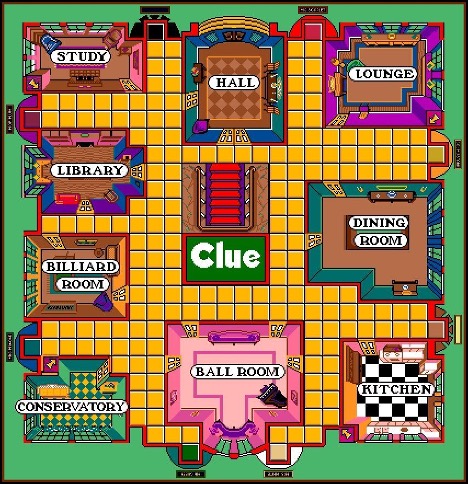 STUDY
HALL
LOUNGE
LIBRARY
DINING
ROOM
Clue
BILLIARD
ROOM
BALL ROOM
KITCHEN
CONSERVATORY